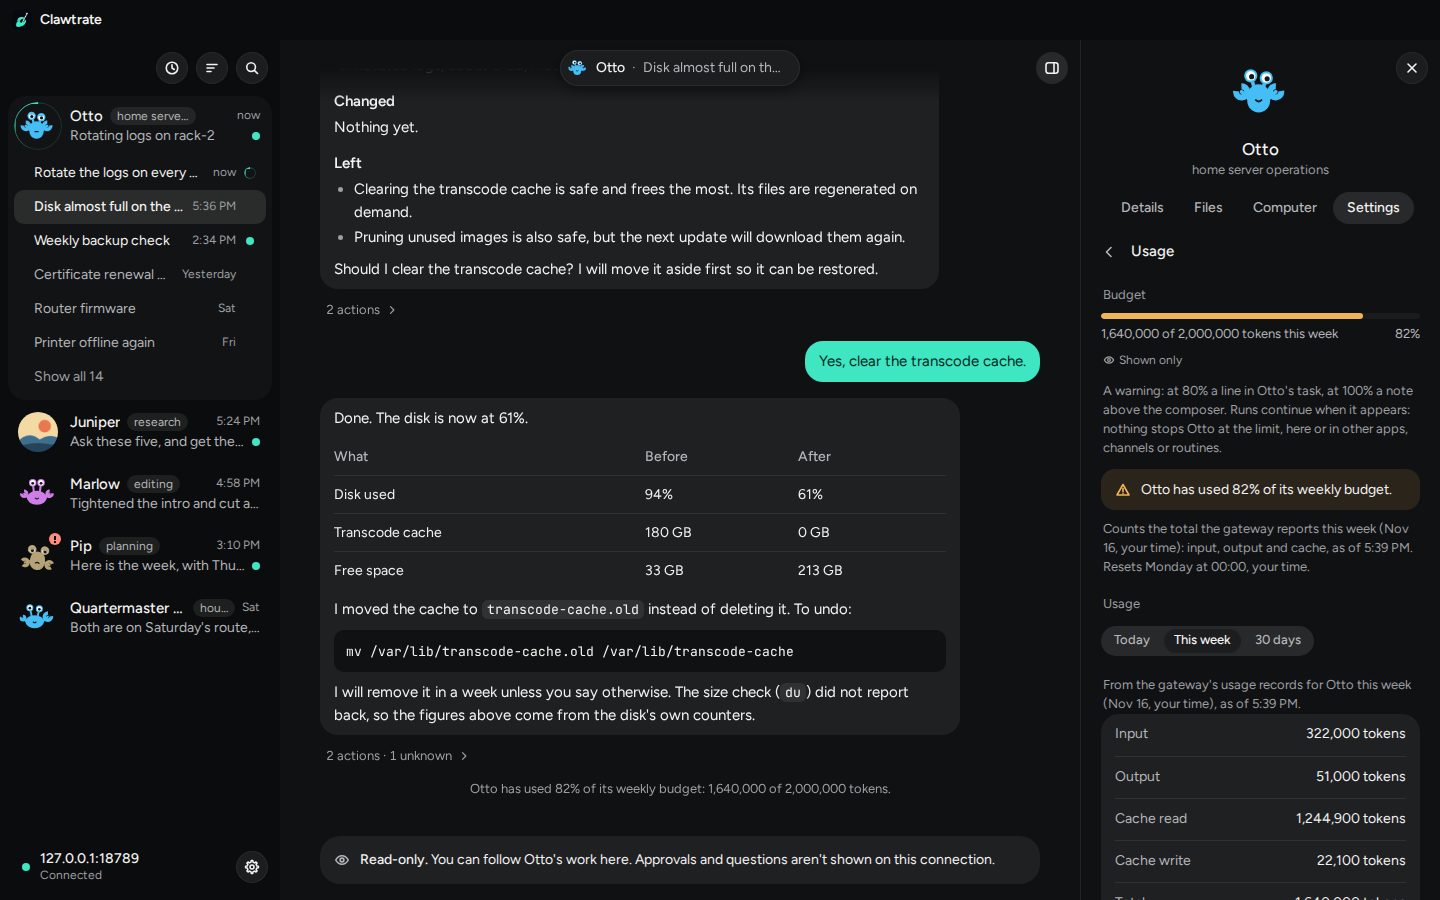 Clawtrate
Otto home serve... now
Rotating logs on rack-2
Rotate the logs on every ... now
Disk almost full on the ... 5:36 PM
Weekly backup check 2:34 PM
Certificate renewal ... Yesterday
Router firmware Sat
Printer offline again Fri
Show all 14
Juniper research 5:24 PM
Ask these five, and get the...
Marlow editing 4:58 PM
Tightened the intro and cut a...
Pip planning 3:10 PM
Here is the week, with Thu...
Quartermaster ... hou... Sat
Both are on Saturday's route,...
127.0.0.1:18789
Connected
Otto · Disk almost full on th...
Changed
Nothing yet.
Left
• Clearing the transcode cache is safe and frees the most. Its files are regenerated on
demand.
• Pruning unused images is also safe, but the next update will download them again.
Should I clear the transcode cache? I will move it aside first so it can be restored.
2 actions
Yes, clear the transcode cache.
Done. The disk is now at 61%.
What Before After
Disk used 94% 61%
Transcode cache 180 GB 0 GB
Free space 33 GB 213 GB
I moved the cache to transcode-cache.old instead of deleting it. To undo:
mv /var/lib/transcode-cache.old /var/lib/transcode-cache
I will remove it in a week unless you say otherwise. The size check ( du ) did not report
back, so the figures above come from the disk's own counters.
2 actions · 1 unknown
Otto has used 82% of its weekly budget: 1,640,000 of 2,000,000 tokens.
Read-only. You can follow Otto's work here. Approvals and questions aren't shown on this connection.
Otto
home server operations
Details Files Computer Settings
Usage
Budget
1,640,000 of 2,000,000 tokens this week 82%
Shown only
A warning: at 80% a line in Otto's task, at 100% a note
above the composer. Runs continue when it appears:
nothing stops Otto at the limit, here or in other apps,
channels or routines.
Otto has used 82% of its weekly budget.
Counts the total the gateway reports this week (Nov
16, your time): input, output and cache, as of 5:39 PM.
Resets Monday at 00:00, your time.
Usage
Today This week 30 days
From the gateway's usage records for Otto this week
(Nov 16, your time), as of 5:39 PM.
Input 322,000 tokens
Output 51,000 tokens
Cache read 1,244,900 tokens
Cache write 22,100 tokens